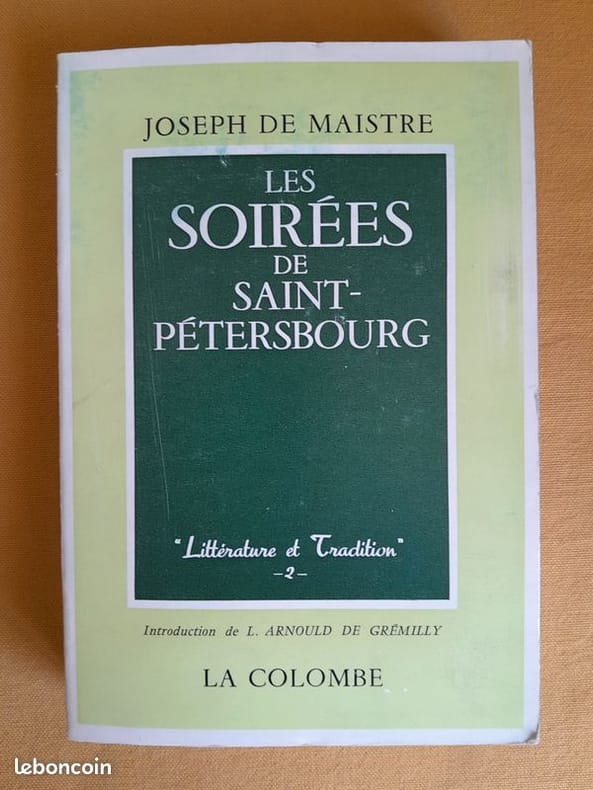 JOSEPH DE MAISTRE
LES
SOIRÉES
DE
SAINT-
PÉTERSBOURG
"Littérature et Tradition"
-2-
Introduction de L. ARNOULD DE GRÉMILLY
LA COLOMBE
leboncoin